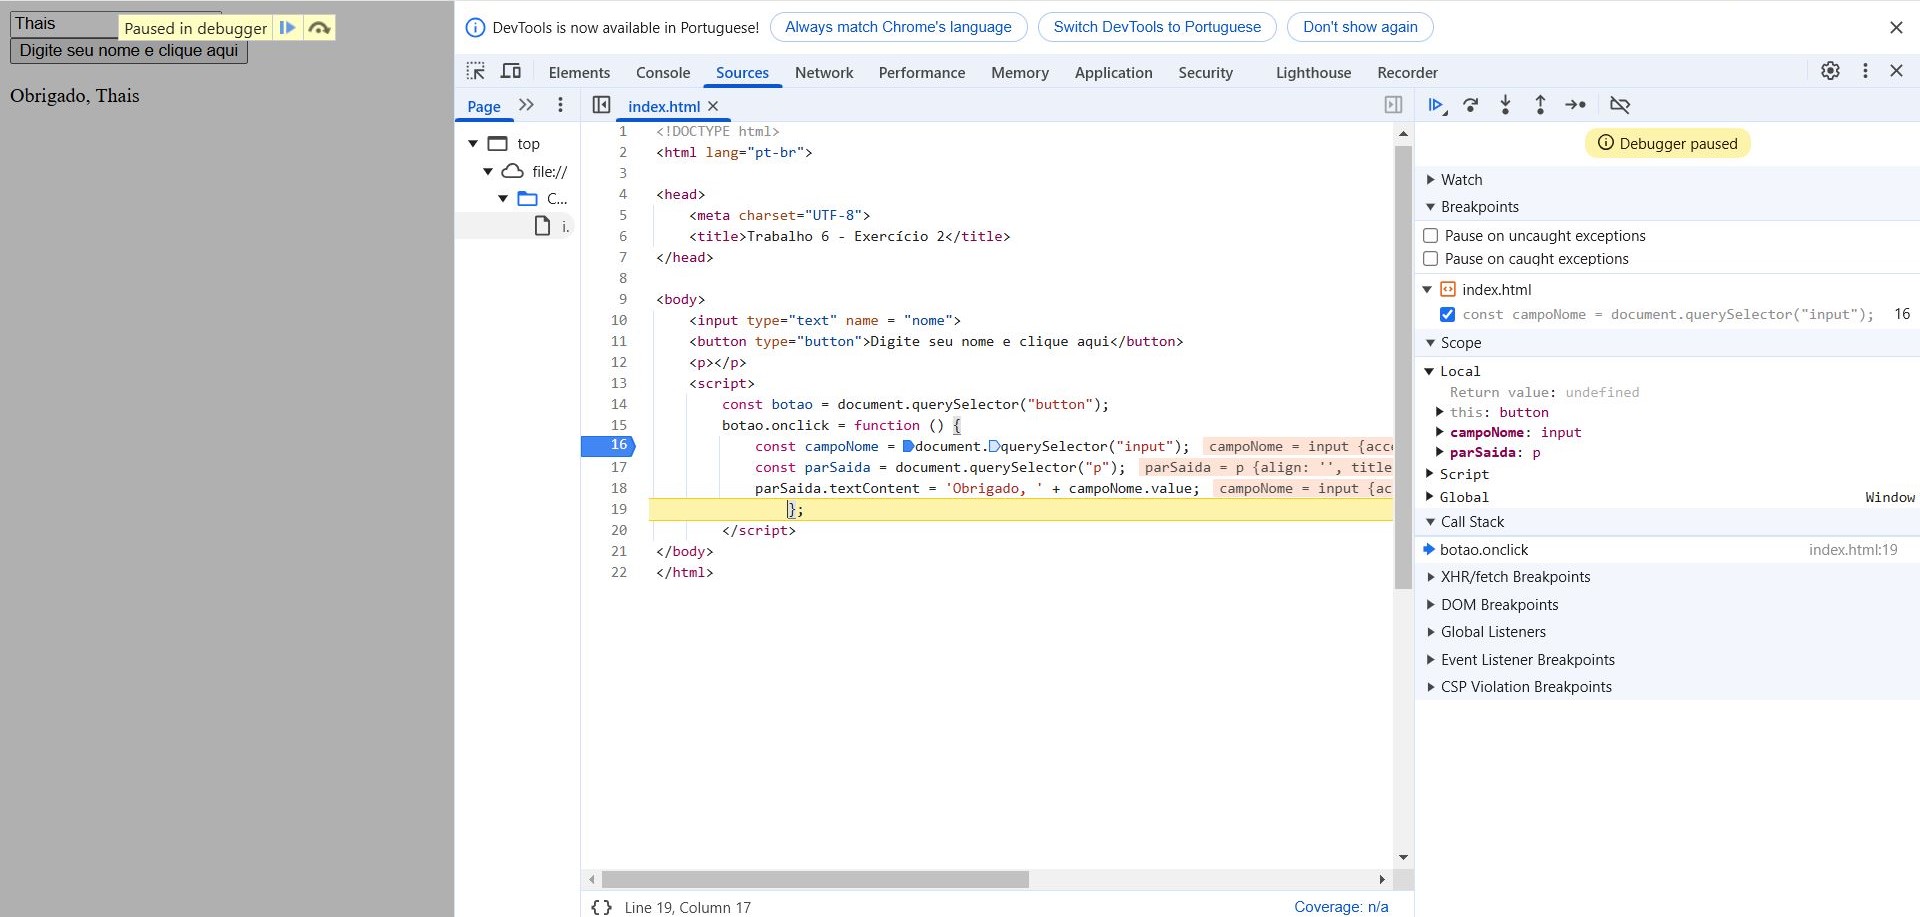 Thais
Paused in debugger
Digite seu nome e clique aqui
Obrigado, Thais
DevTools is now available in Portuguese!
Always match Chrome's language
Switch DevTools to Portuguese
Don't show again
Elements Console Sources Network Performance Memory Application Security Lighthouse Recorder
Page
top
file://
C...
i.
index.html
1 <!DOCTYPE html>
2 <html lang="pt-br">
3
4 <head>
5 <meta charset="UTF-8">
6 <title>Trabalho 6 - Exercício 2</title>
7 </head>
8
9 <body>
10 <input type="text" name = "nome">
11 <button type="button">Digite seu nome e clique aqui</button>
12 <p></p>
13 <script>
14 const botao = document.querySelector("button");
15 botao.onclick = function () {
16 const campoNome = document.querySelector("input"); campoNome = input {acce
17 const parSaida = document.querySelector("p"); parSaida = p {align: '', title
18 parSaida.textContent = 'Obrigado, ' + campoNome.value; campoNome = input {ac
19 };
20 </script>
21 </body>
22 </html>
{} Line 19, Column 17
Coverage: n/a
Debugger paused
Watch
Breakpoints
Pause on uncaught exceptions
Pause on caught exceptions
index.html
const campoNome = document.querySelector("input"); 16
Scope
Local
Return value: undefined
this: button
campoNome: input
parSaida: p
Script
Global Window
Call Stack
botao.onclick index.html:19
XHR/fetch Breakpoints
DOM Breakpoints
Global Listeners
Event Listener Breakpoints
CSP Violation Breakpoints